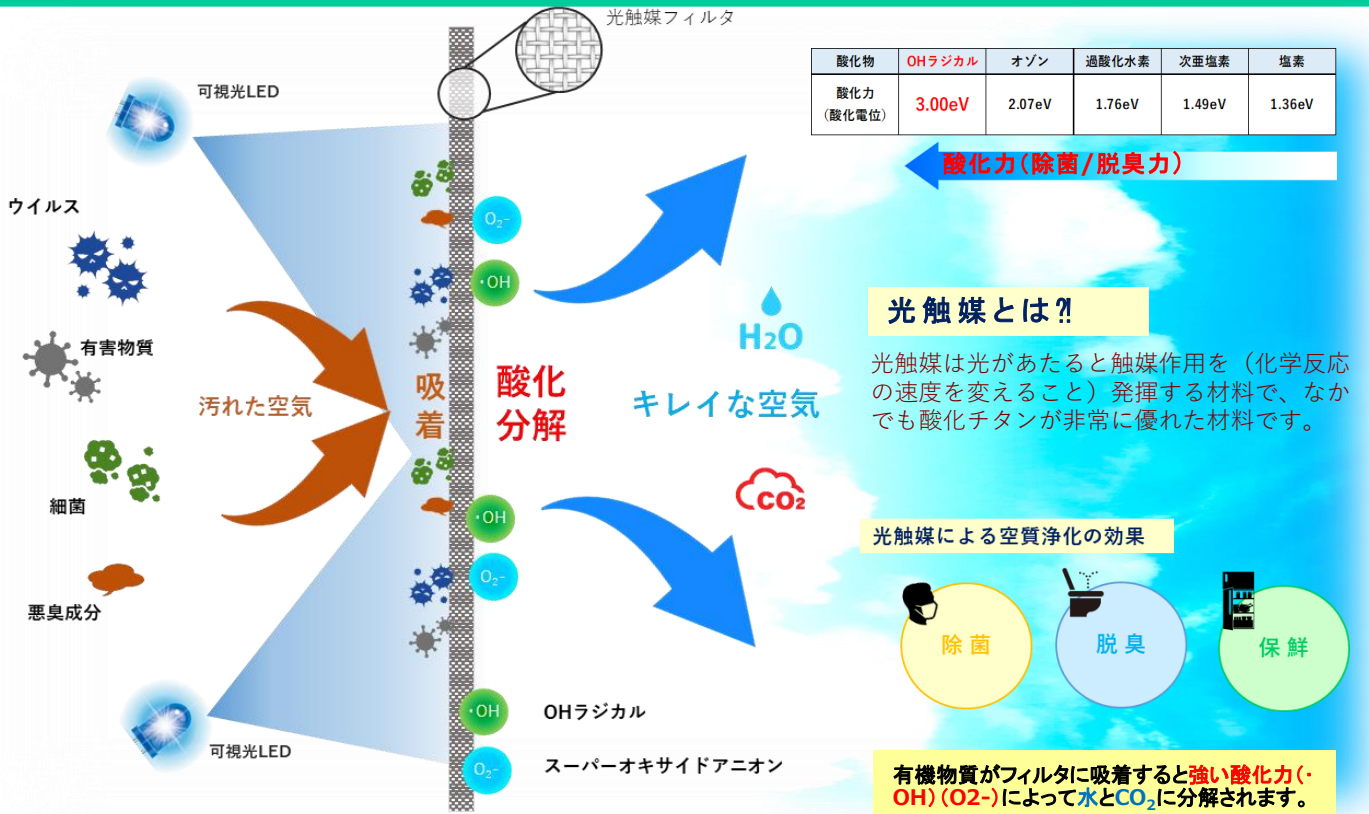 光触媒フィルタ
可視光LED
酸化物 OHラジカル オゾン 過酸化水素 次亜塩素 塩素
酸化力
(酸化電位) 3.00eV 2.07eV 1.76eV 1.49eV 1.36eV
酸化力(除菌/脱臭力)
ウイルス
有害物質
細菌
悪臭成分
汚れた空気
吸着
O₂−
・OH
酸化
分解
・OH
O₂−
H₂O
キレイな空気
CO₂
可視光LED
・OH
OHラジカル
O₂−
スーパーオキサイドアニオン
光触媒とは⁈
光触媒は光があたると触媒作用を(化学反応
の速度を変えること)発揮する材料で、なか
でも酸化チタンが非常に優れた材料です。
光触媒による空質浄化の効果
除菌
脱臭
保鮮
有機物質がフィルタに吸着すると強い酸化力(・
OH)(O2-)によって水とCO₂に分解されます。